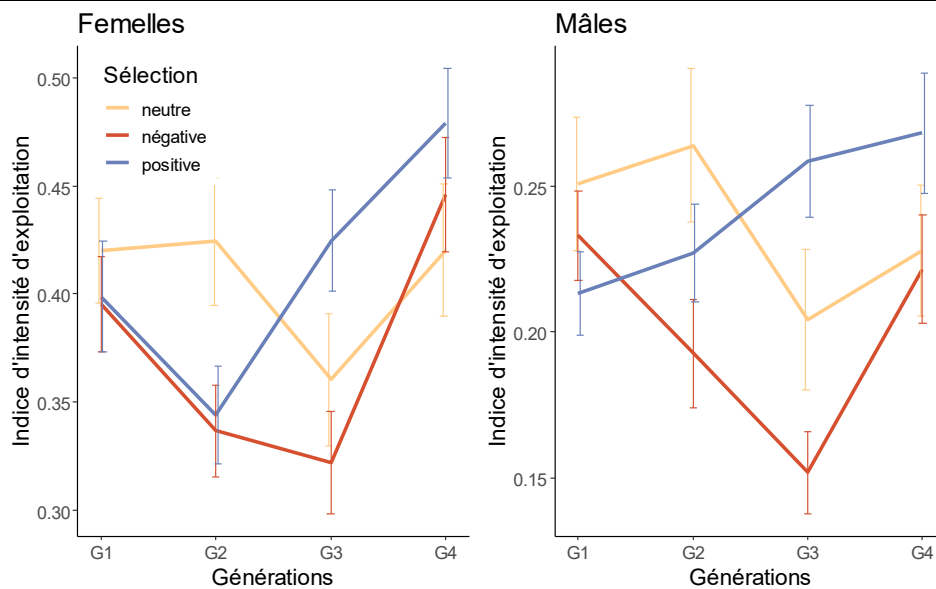 Femelles
Indice d'intensité d'exploitation
0.50
0.45
0.40
0.35
0.30
Sélection
neutre
négative
positive
G1 G2 G3 G4
Générations
Mâles
Indice d'intensité d'exploitation
0.25
0.20
0.15
G1 G2 G3 G4
Générations